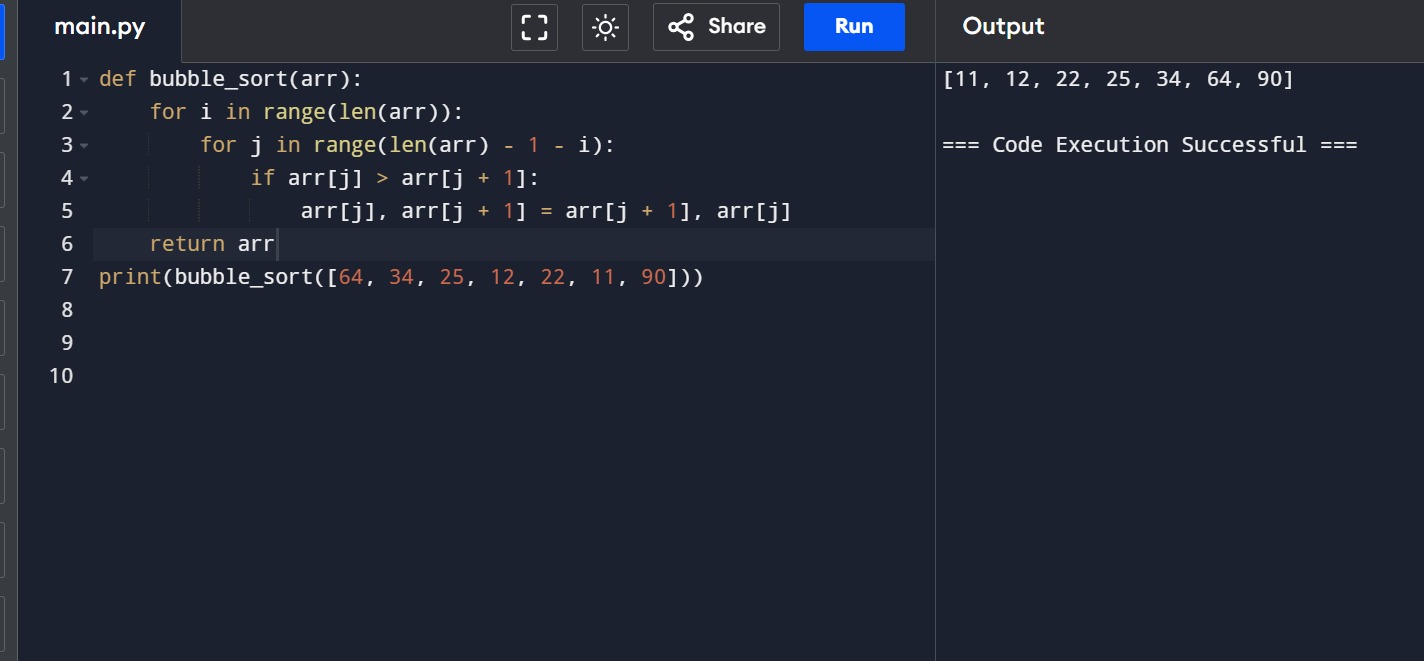 main.py Share Run Output
1 def bubble_sort(arr):
2     for i in range(len(arr)):
3         for j in range(len(arr) - 1 - i):
4             if arr[j] > arr[j + 1]:
5                 arr[j], arr[j + 1] = arr[j + 1], arr[j]
6     return arr
7 print(bubble_sort([64, 34, 25, 12, 22, 11, 90]))
8
9
10
[11, 12, 22, 25, 34, 64, 90]
=== Code Execution Successful ===